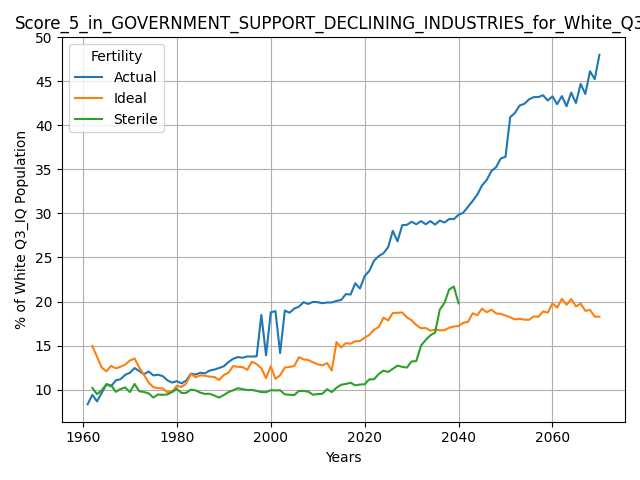 Score_5_in_GOVERNMENT_SUPPORT_DECLINING_INDUSTRIES_for_White_Q3
Fertility
Actual
Ideal
Sterile
% of White Q3_IQ Population
50
45
40
35
30
25
20
15
10
1960 1980 2000 2020 2040 2060
Years